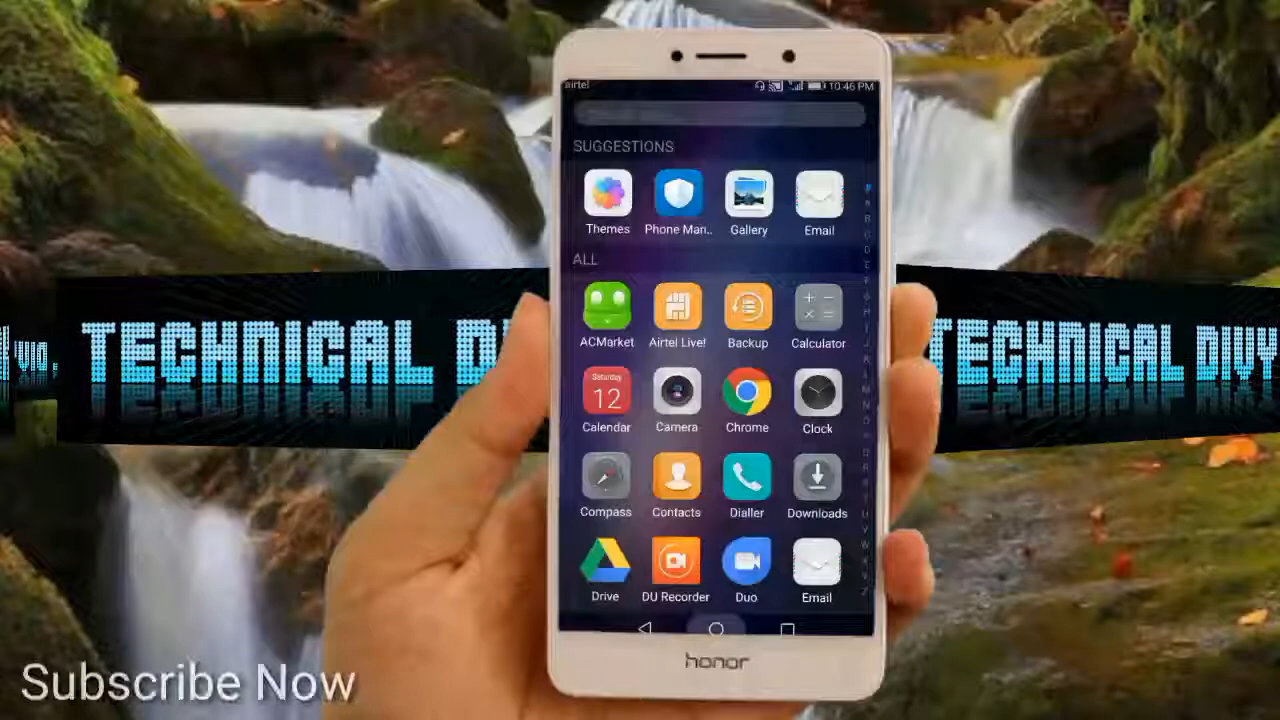 airtel 10:46 PM
SUGGESTIONS
Themes Phone Man.. Gallery Email
ALL
ACMarket Airtel Live! Backup Calculator
Saturday
12
Calendar Camera Chrome Clock
Compass Contacts Dialler Downloads
Drive DU Recorder Duo Email
honor
TECHNICAL D
TECHNICAL DIVY
Subscribe Now